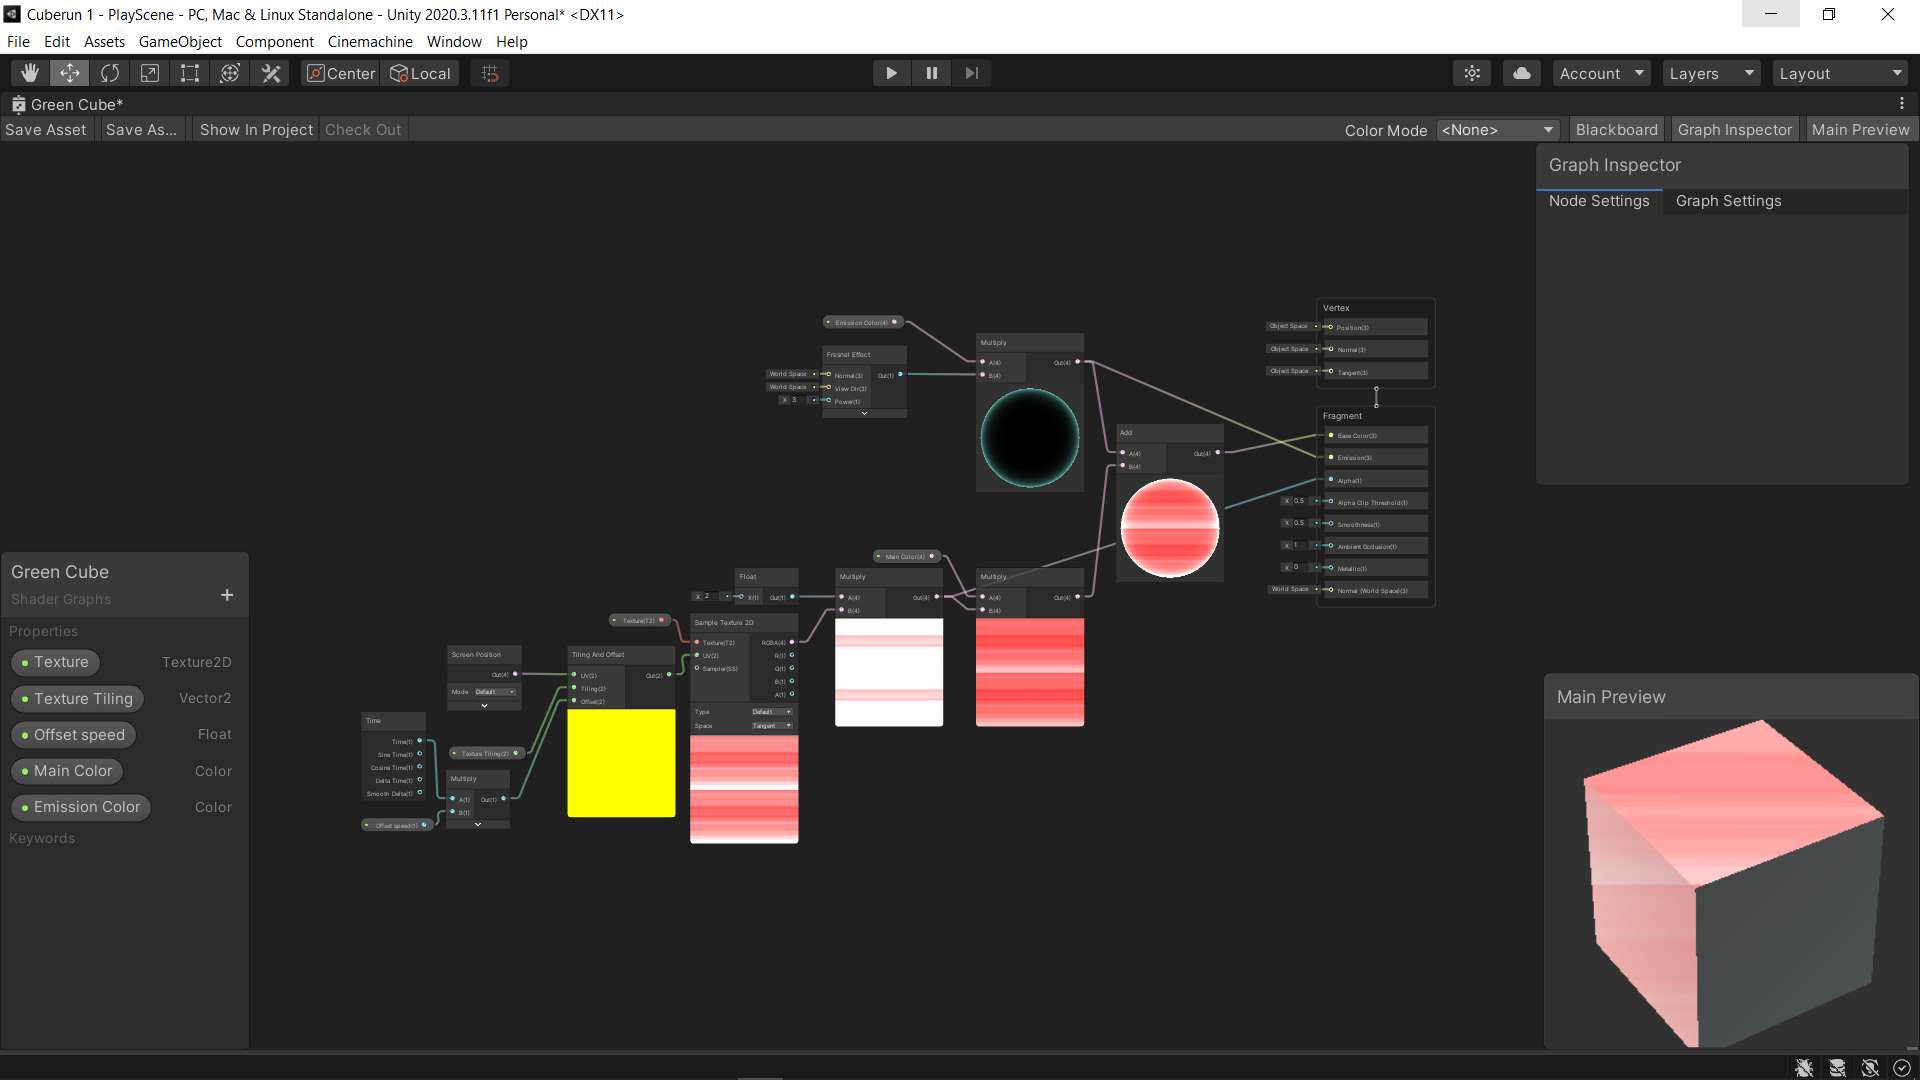 Cuberun 1 - PlayScene - PC, Mac & Linux Standalone - Unity 2020.3.11f1 Personal* <DX11>
File Edit Assets GameObject Component Cinemachine Window Help
Center Local Account Layers Layout
Green Cube*
Save Asset Save As... Show In Project Check Out Color Mode <None> Blackboard Graph Inspector Main Preview
Graph Inspector
Node Settings Graph Settings
Emission Color(4)
Fresnel Effect
World Space Normal(3) Out(1)
World Space View Dir(3)
X 3 Power(1)
Multiply
A(4) Out(4)
B(4)
Add
A(4) Out(4)
B(4)
Vertex
Object Space Position(3)
Object Space Normal(3)
Object Space Tangent(3)
Fragment
Base Color(3)
Emission(3)
Alpha(1)
X 0.5 Alpha Clip Threshold(1)
X 0.5 Smoothness(1)
X 1 Ambient Occlusion(1)
X 0 Metallic(1)
World Space Normal (World Space)(3)
Main Color(4)
Float
X 2 X(1) Out(1)
Multiply
A(4) Out(4)
B(4)
Multiply
A(4) Out(4)
B(4)
Texture(T2)
Sample Texture 2D
Texture(T2) RGBA(4)
UV(2) R(1)
Sampler(SS) G(1)
B(1)
A(1)
Type Default
Space Tangent
Screen Position
Out(4)
Mode Default
Tiling And Offset
UV(2) Out(2)
Tiling(2)
Offset(2)
Time
Time(1)
Sine Time(1)
Cosine Time(1)
Delta Time(1)
Smooth Delta(1)
Texture Tiling(2)
Multiply
A(1) Out(1)
B(1)
Offset speed(1)
Green Cube
Shader Graphs
+
Properties
Texture Texture2D
Texture Tiling Vector2
Offset speed Float
Main Color Color
Emission Color Color
Keywords
Main Preview